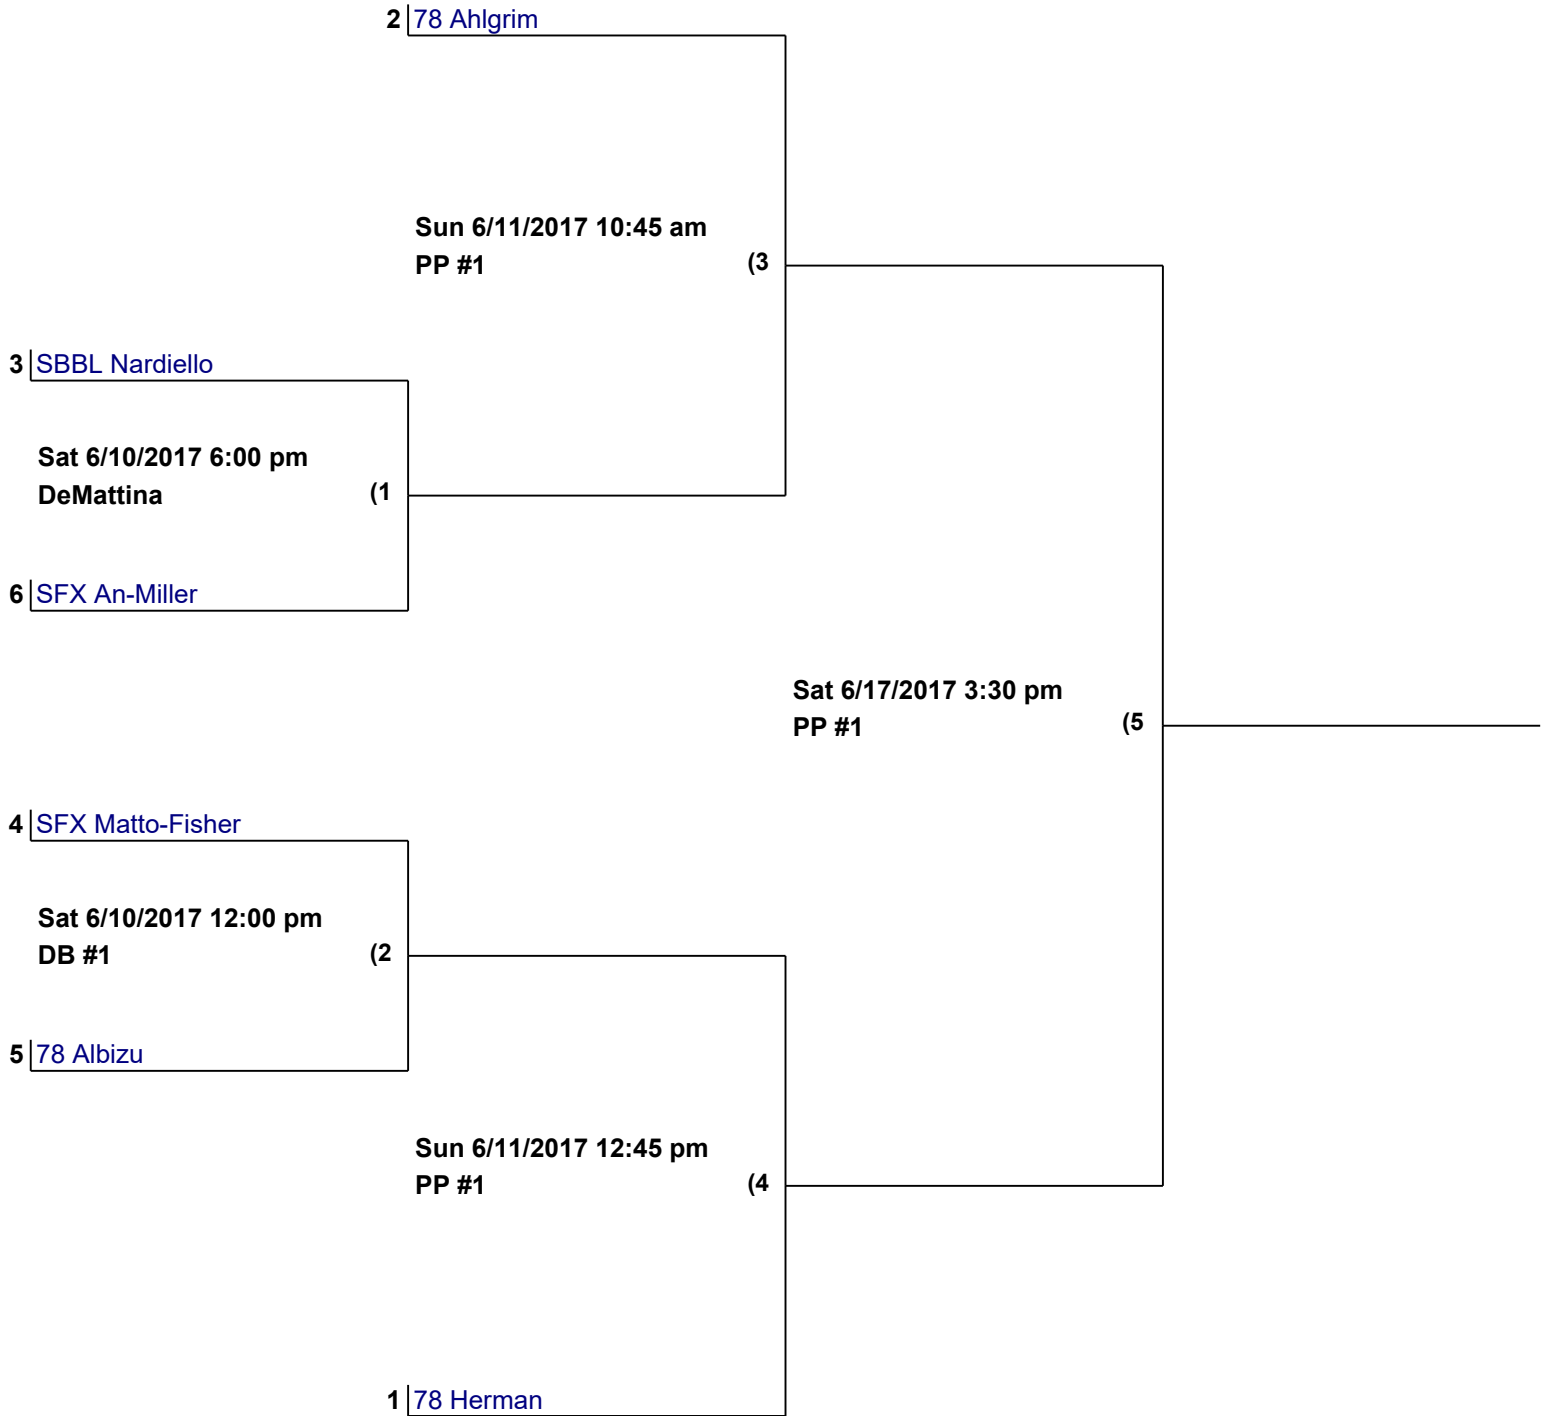 2 78 Ahlgrim
Sun 6/11/2017 10:45 am
PP #1 (3
3 SBBL Nardiello
Sat 6/10/2017 6:00 pm
DeMattina (1
6 SFX An-Miller
Sat 6/17/2017 3:30 pm
PP #1 (5
4 SFX Matto-Fisher
Sat 6/10/2017 12:00 pm
DB #1 (2
5 78 Albizu
Sun 6/11/2017 12:45 pm
PP #1 (4
1 78 Herman